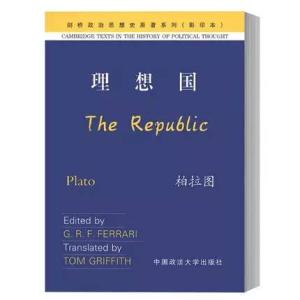 剑桥政治思想史原著系列(影印本)
CAMBRIDGE TEXTS IN THE HISTORY OF POLITICAL THOUGHT
理想国
The Republic
Plato 柏拉图
Edited by
G. R. F. FERRARI
Translated by
TOM GRIFFITH
中国政法大学出版社